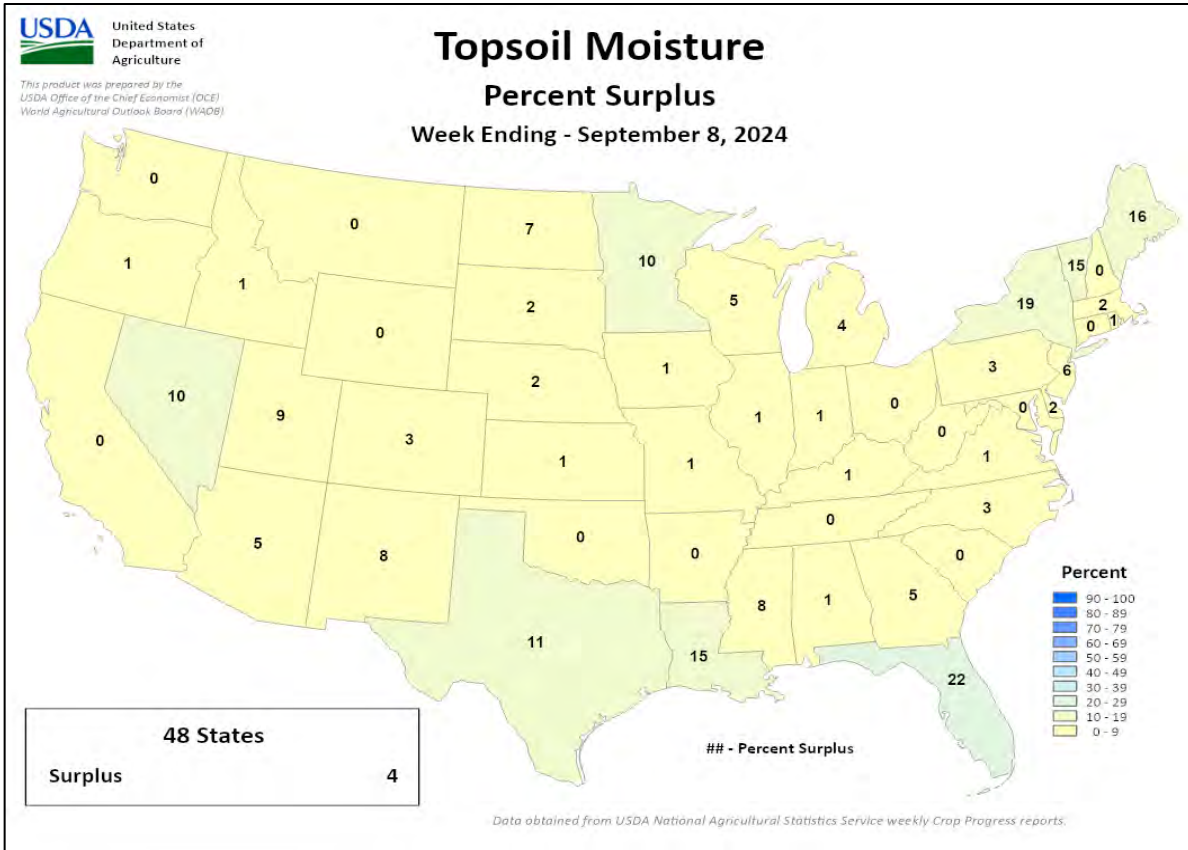 USDA
United States
Department of
Agriculture
This product was prepared by the
USDA Office of the Chief Economist (OCE)
World Agricultural Outlook Board (WAOB)
Topsoil Moisture
Percent Surplus
Week Ending - September 8, 2024
0
0
7
10
16
1
1
0
2
5
4
19
15
0
2
0
1
10
9
3
2
1
1
1
0
3
6
0
2
0
0
1
1
1
1
5
8
0
0
0
3
0
11
15
8
1
5
22
Percent
90 - 100
80 - 89
70 - 79
60 - 69
50 - 59
40 - 49
30 - 39
20 - 29
10 - 19
0 - 9
48 States
Surplus 4
## - Percent Surplus
Data obtained from USDA National Agricultural Statistics Service weekly Crop Progress reports.